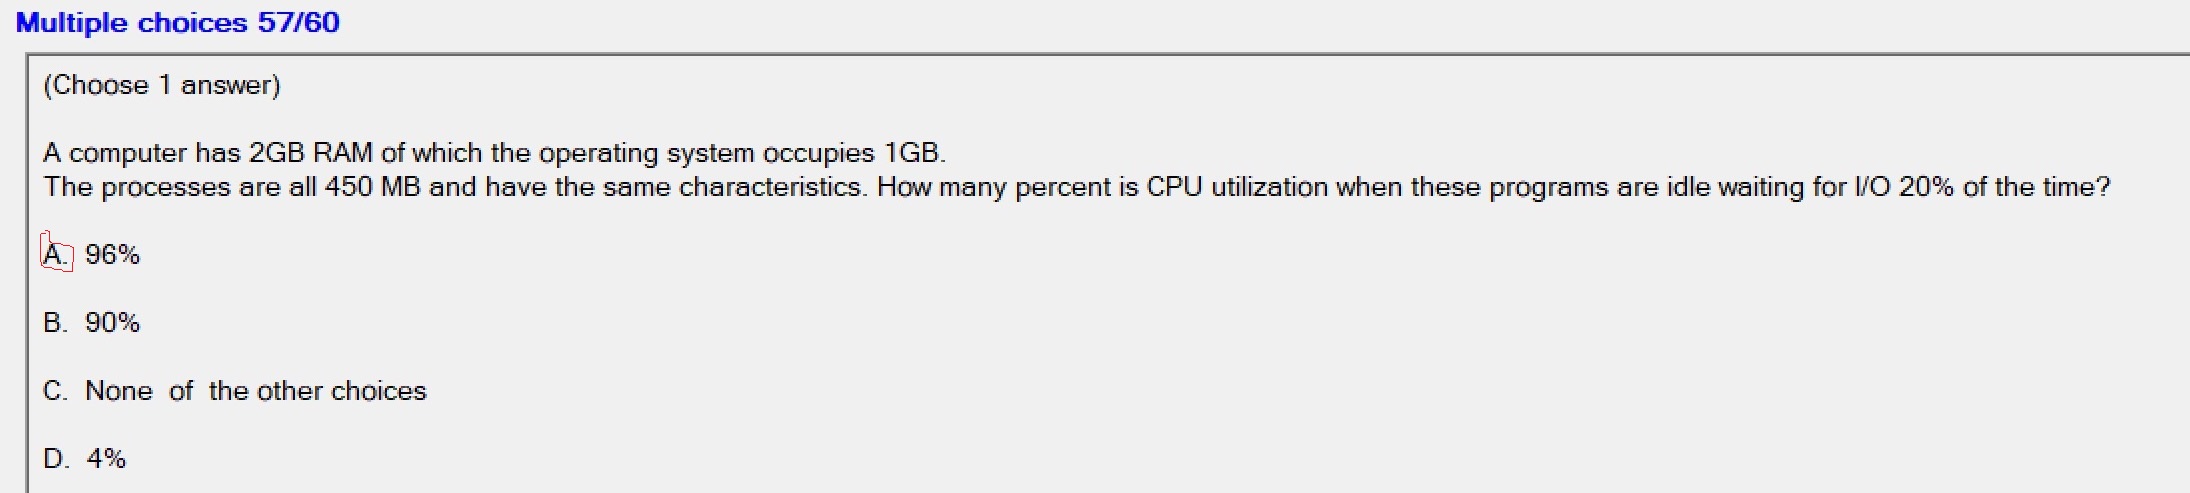 Multiple choices 57/60
(Choose 1 answer)
A computer has 2GB RAM of which the operating system occupies 1GB.
The processes are all 450 MB and have the same characteristics. How many percent is CPU utilization when these programs are idle waiting for I/O 20% of the time?
A. 96%
B. 90%
C. None of the other choices
D. 4%